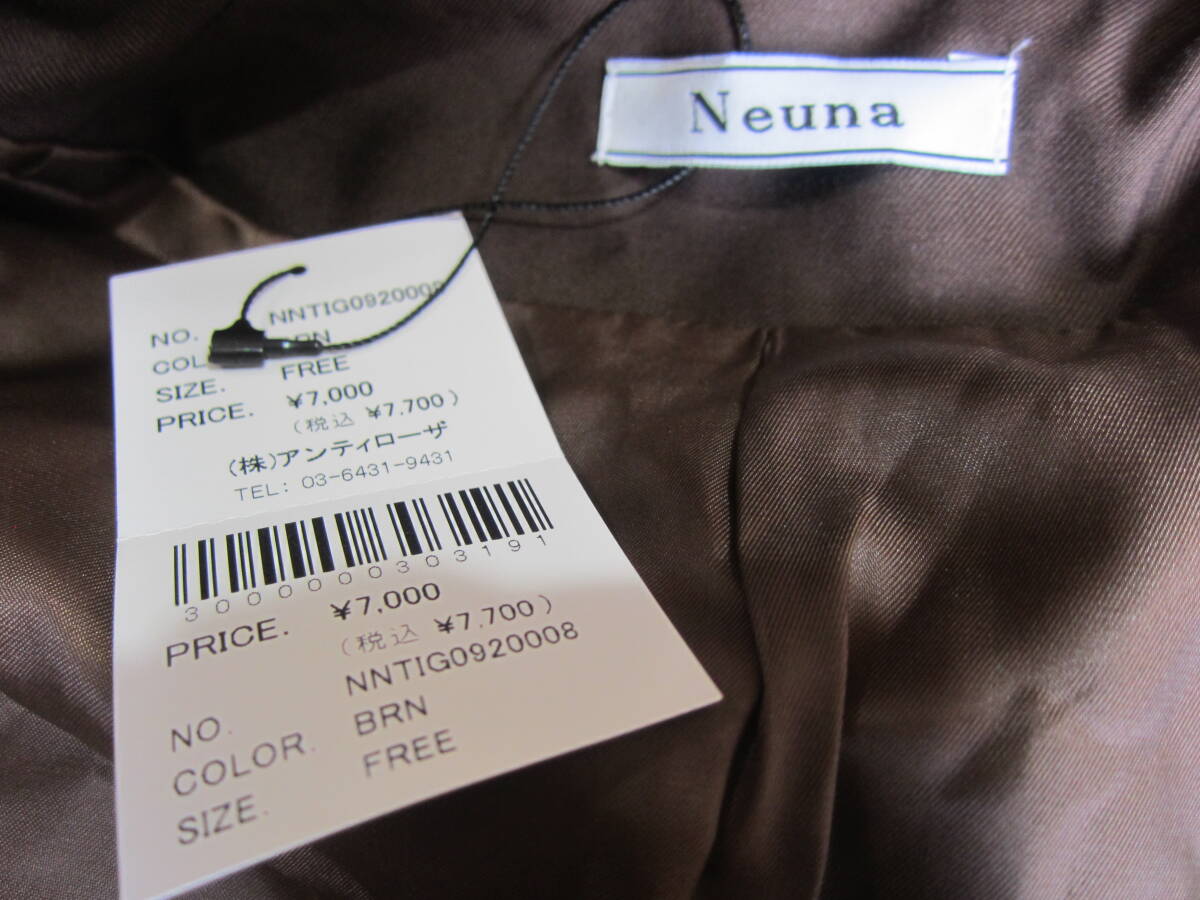 Neuna
NO. NNTIG0920008
COL BRN
SIZE. FREE
PRICE. ¥7,000
(税込 ¥7,700)
(株)アンティローザ
TEL: 03-6431-9431
3000000303191
PRICE. ¥7,000
(税込 ¥7,700)
NO. NNTIG0920008
COLOR. BRN
SIZE. FREE